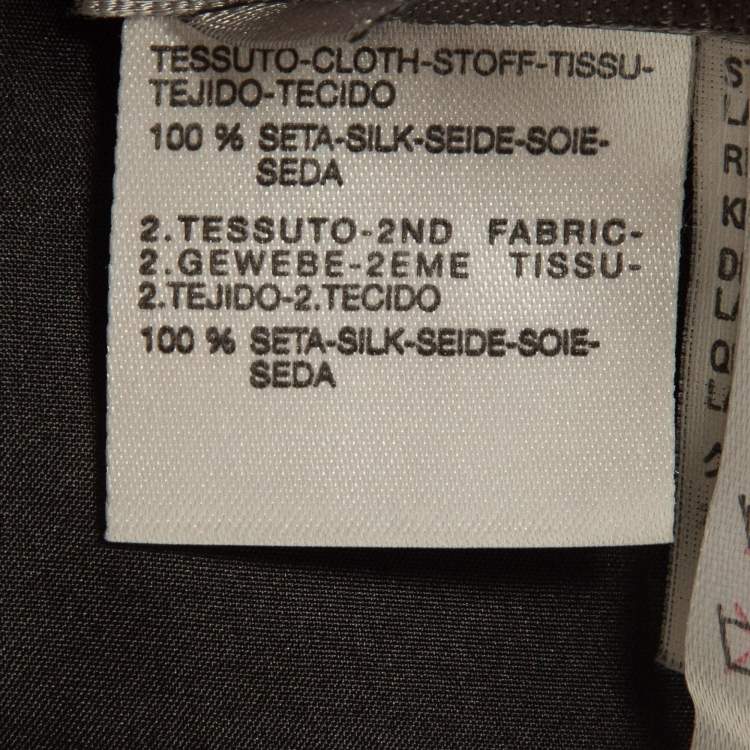 TESSUTO-CLOTH-STOFF-TISSU-
TEJIDO-TECIDO
100 % SETA-SILK-SEIDE-SOIE-
SEDA
2.TESSUTO-2ND FABRIC-
2.GEWEBE-2EME TISSU-
2.TEJIDO-2.TECIDO
100 % SETA-SILK-SEIDE-SOIE-
SEDA